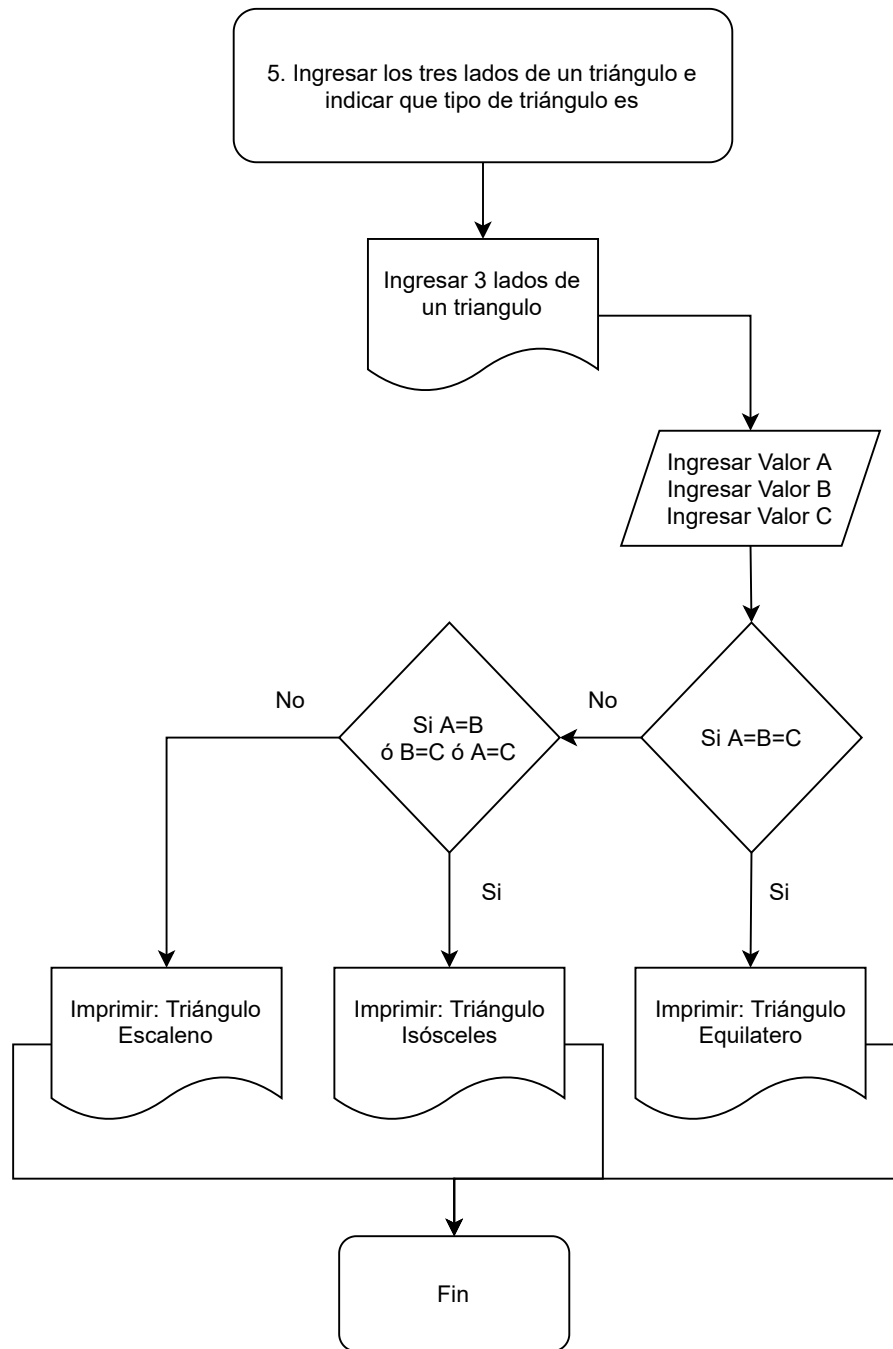 5. Ingresar los tres lados de un triángulo e
indicar que tipo de triángulo es
Ingresar 3 lados de
un triangulo
Ingresar Valor A
Ingresar Valor B
Ingresar Valor C
Si A=B=C
No
Si
Si A=B
ó B=C ó A=C
No
Si
Imprimir: Triángulo
Escaleno
Imprimir: Triángulo
Isósceles
Imprimir: Triángulo
Equilatero
Fin